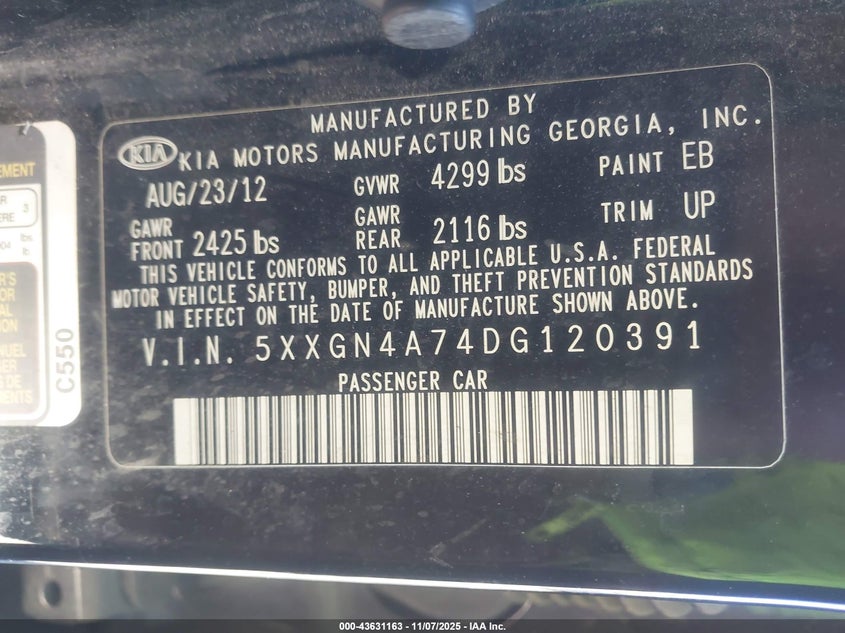 MANUFACTURED BY
KIA KIA MOTORS MANUFACTURING GEORGIA, INC.
AUG/23/12 GVWR 4299 lbs PAINT EB
GAWR FRONT 2425 lbs GAWR REAR 2116 lbs TRIM UP
THIS VEHICLE CONFORMS TO ALL APPLICABLE U.S.A. FEDERAL
MOTOR VEHICLE SAFETY, BUMPER, AND THEFT PREVENTION STANDARDS
IN EFFECT ON THE DATE OF MANUFACTURE SHOWN ABOVE.
V.I.N. 5XXGN4A74DG120391
PASSENGER CAR
C550
000-43631163 - 11/07/2025 - IAA Inc.